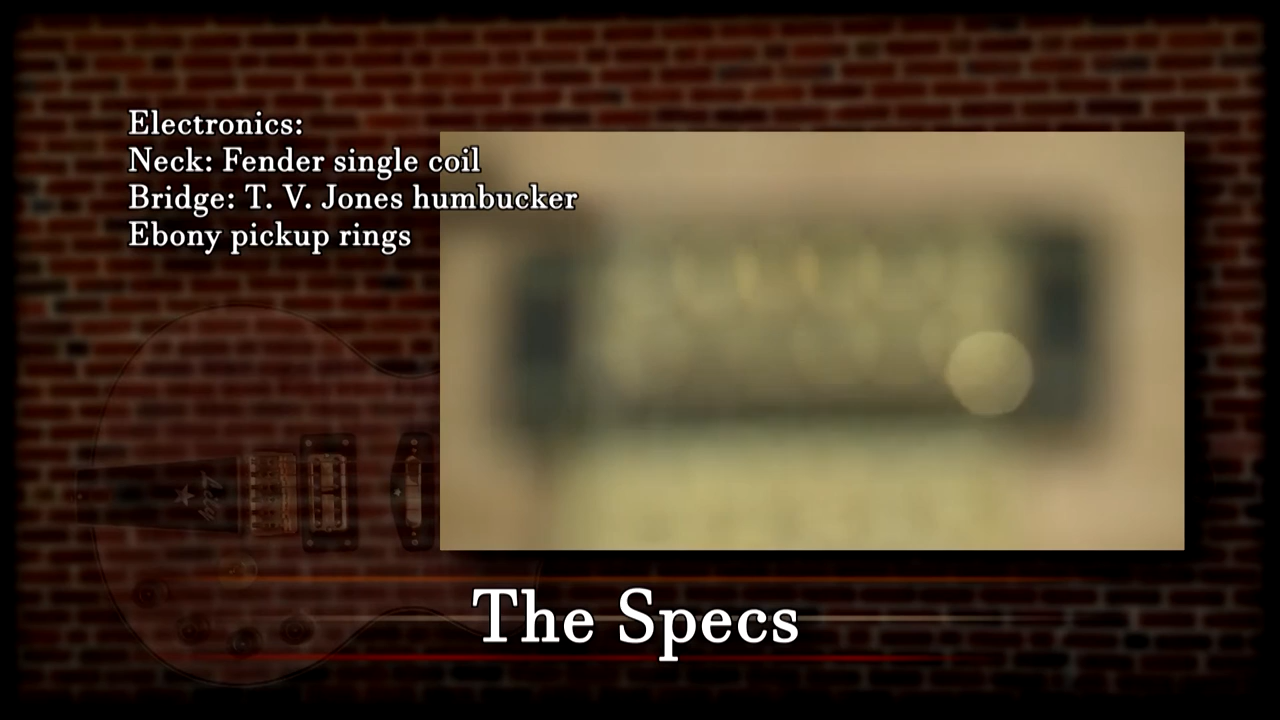 Electronics:
Neck: Fender single coil
Bridge: T. V. Jones humbucker
Ebony pickup rings
The Specs